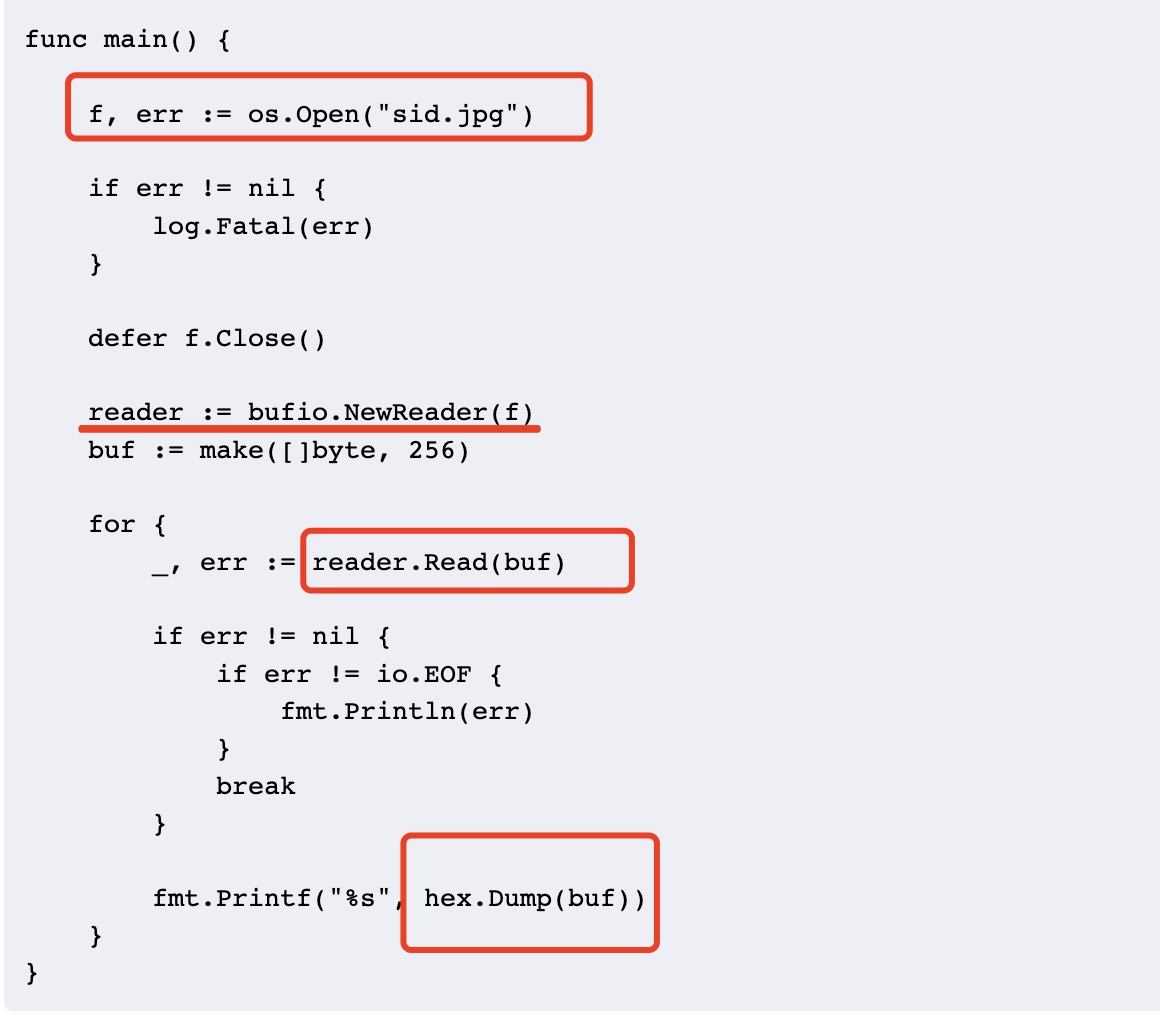 func main() {
f, err := os.Open("sid.jpg")
if err != nil {
log.Fatal(err)
}
defer f.Close()
reader := bufio.NewReader(f)
buf := make([]byte, 256)
for {
_, err := reader.Read(buf)
if err != nil {
if err != io.EOF {
fmt.Println(err)
}
break
}
fmt.Printf("%s", hex.Dump(buf))
}
}